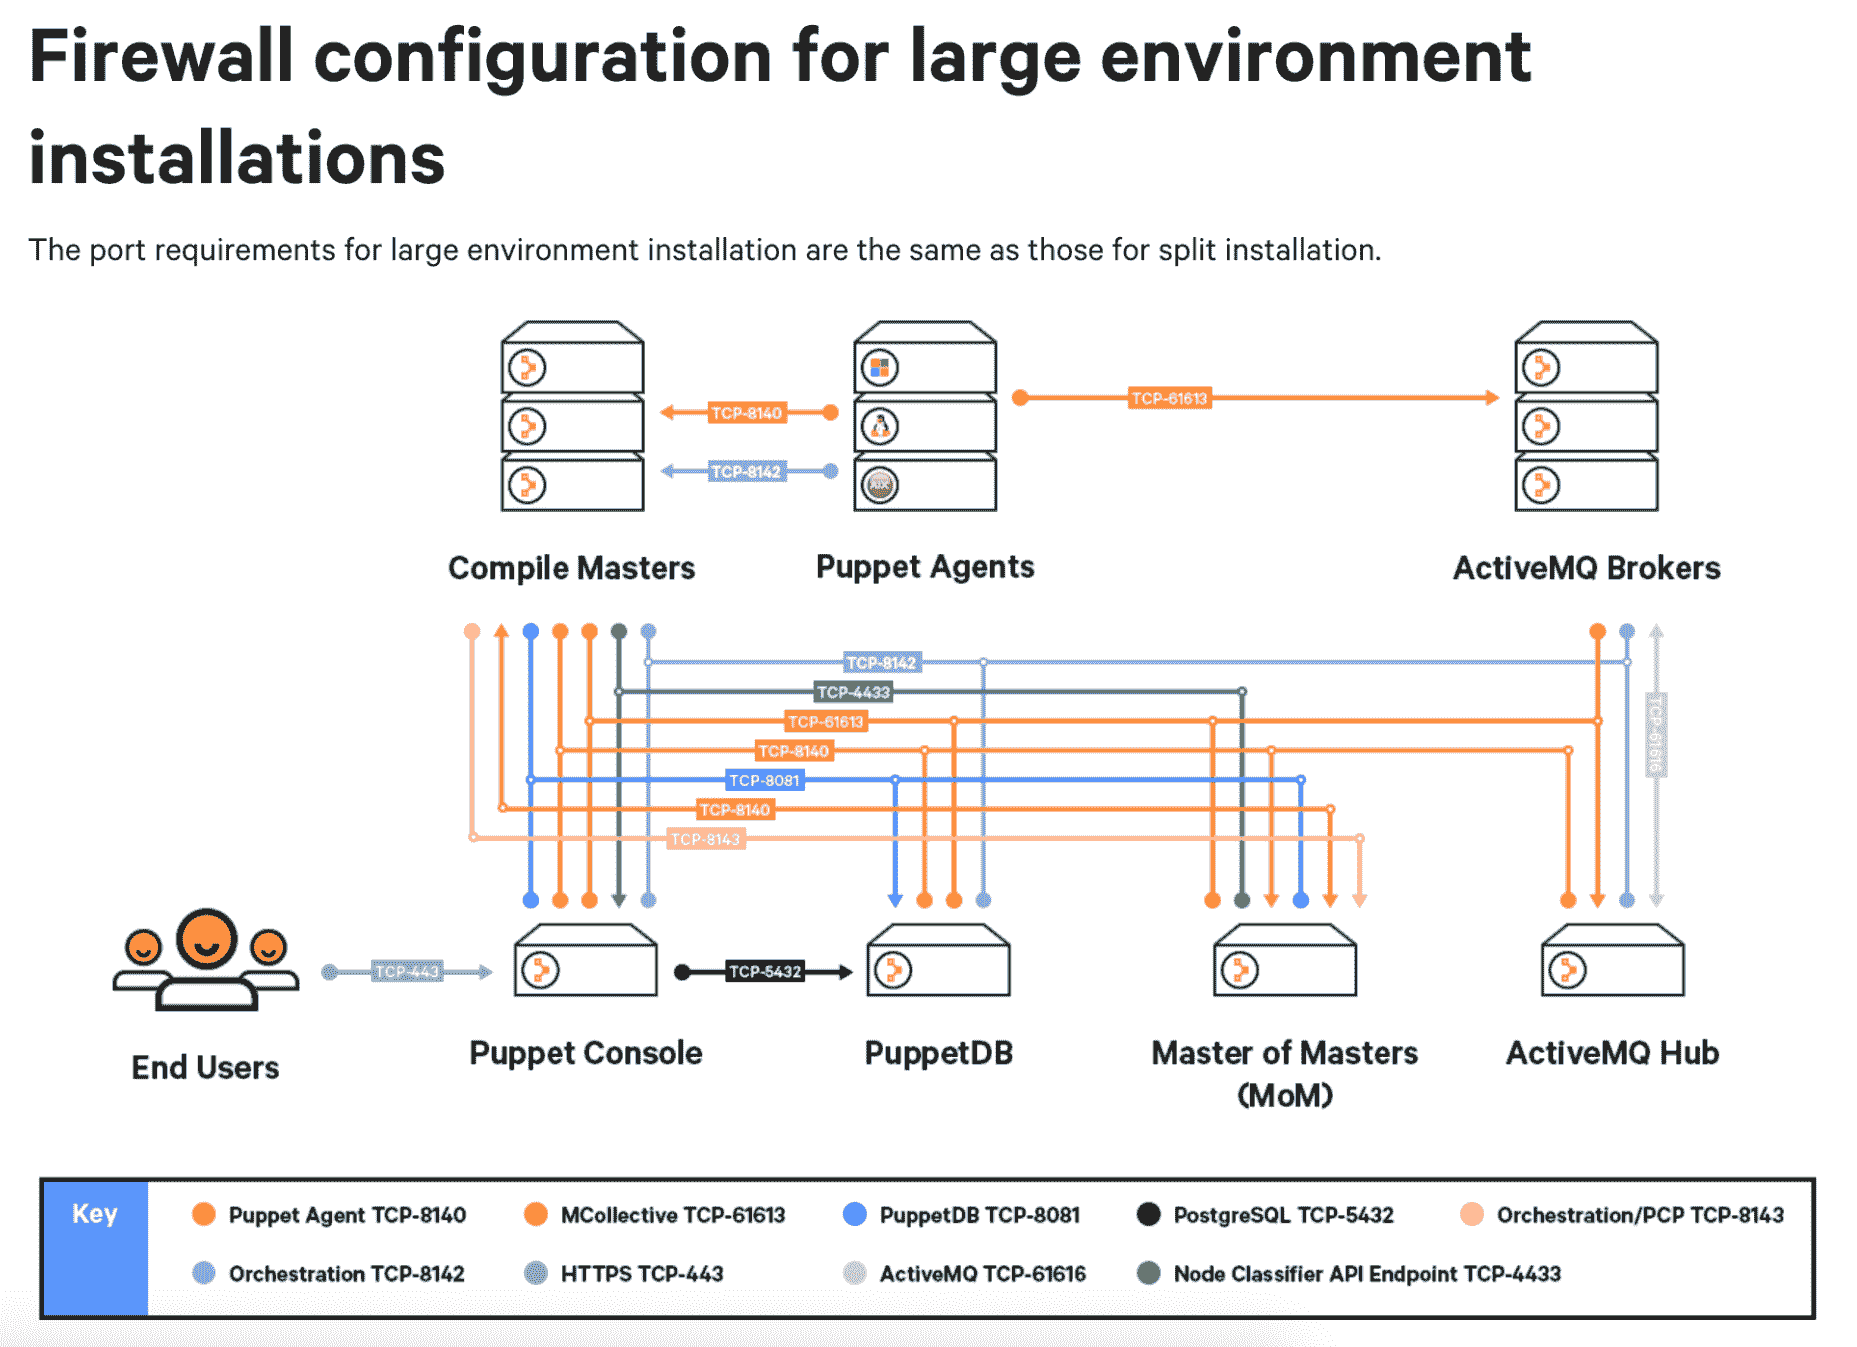 Firewall configuration for large environment
installations
The port requirements for large environment installation are the same as those for split installation.
TCP-8140
TCP-61613
TCP-8142
Compile Masters
Puppet Agents
ActiveMQ Brokers
TCP-8142
TCP-4433
TCP-61613
TCP-61616
TCP-8140
TCP-8081
TCP-8140
TCP-8143
TCP-443
TCP-5432
End Users
Puppet Console
PuppetDB
Master of Masters
(MoM)
ActiveMQ Hub
Key
Puppet Agent TCP-8140
MCollective TCP-61613
PuppetDB TCP-8081
PostgreSQL TCP-5432
Orchestration/PCP TCP-8143
Orchestration TCP-8142
HTTPS TCP-443
ActiveMQ TCP-61616
Node Classifier API Endpoint TCP-4433